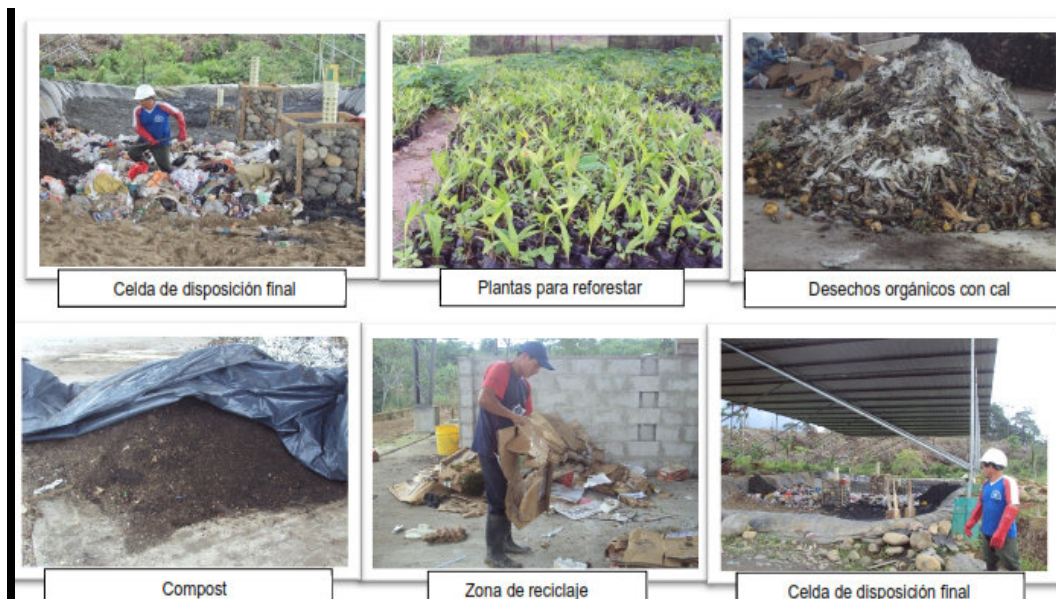 Celda de disposición final
Plantas para reforestar
Desechos orgánicos con cal
Compost
Zona de reciclaje
Celda de disposición final